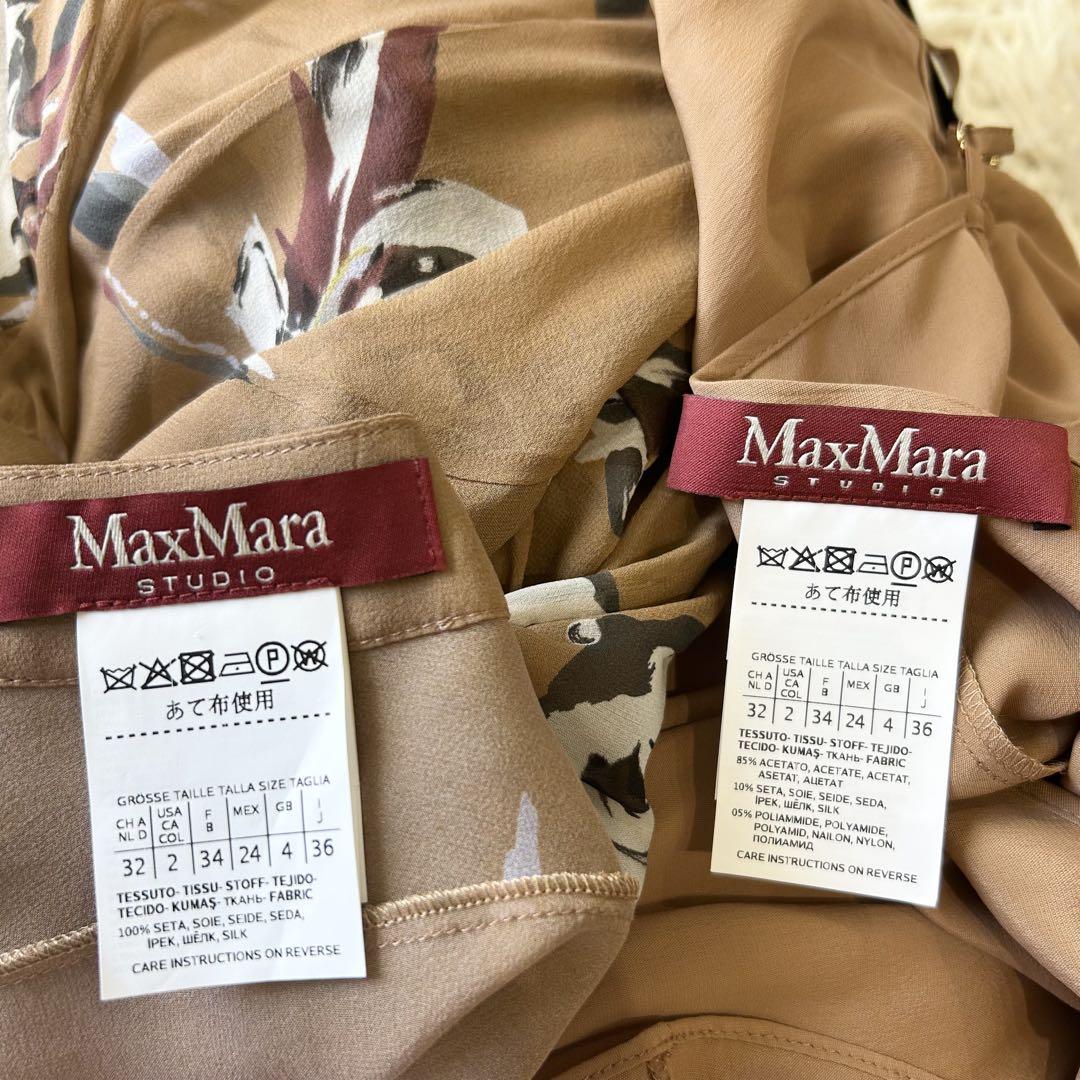 MaxMara
STUDIO
あて布使用
GRÖSSE TAILLE TALLA SIZE TAGLIA
CH A NL D USA CA COL F B MEX GB I J
32 2 34 24 4 36
TESSUTO- TISSU- STOFF- TEJIDO-
TECIDO- KUMAŞ- ТКАНЬ- FABRIC
100% SETA, SOIE, SEIDE, SEDA,
İPEK, ШЁЛК, SILK
CARE INSTRUCTIONS ON REVERSE
MaxMara
STUDIO
P W
あて布使用
GRÖSSE TAILLE TALLA SIZE TAGLIA
CH A NL D USA CA COL F B MEX GB I J
32 2 34 24 4 36
TESSUTO- TISSU- STOFF- TEJIDO-
TECIDO- KUMAŞ- ТКАНЬ- FABRIC
85% ACETATO, ACETATE, ACETAT,
ASETAT, АЦЕТАТ
10% SETA, SOIE, SEIDE, SEDA,
İPEK, ШЁЛК, SILK
05% POLIAMMIDE, POLYAMIDE,
POLYAMID, NAILON, NYLON,
ПОЛИАМИД
CARE INSTRUCTIONS ON REVERSE